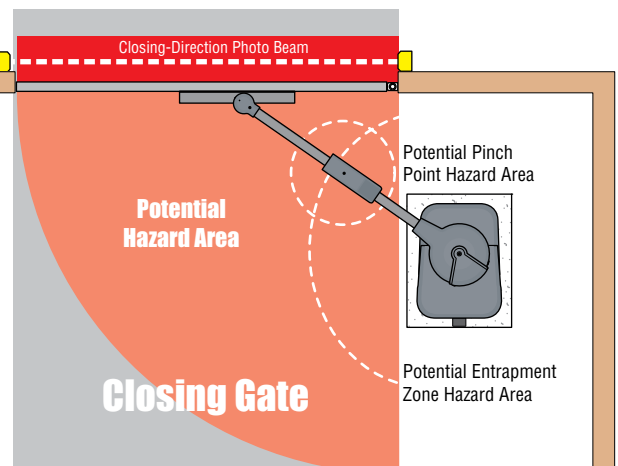 Closing-Direction Photo Beam
Potential Pinch
Point Hazard Area
Potential
Hazard Area
Potential Entrapment
Zone Hazard Area
Closing Gate